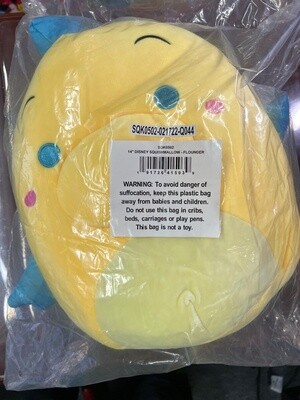 SQK0502-021722-Q044
SQK0502
14" DISNEY SQUISHMALLOW - FLOUNDER
WARNING: To avoid danger of
suffocation, keep this plastic bag
away from babies and children.
Do not use this bag in cribs,
beds, carriages or play pens.
This bag is not a toy.